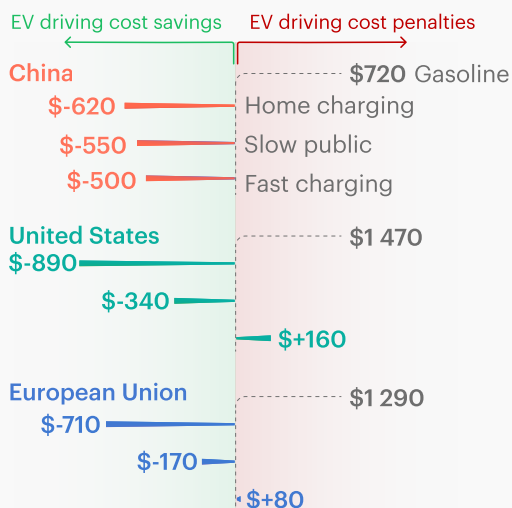 EV driving cost savings EV driving cost penalties
China $720 Gasoline
$-620 Home charging
$-550 Slow public
$-500 Fast charging
United States $1 470
$-890
$-340
$+160
European Union $1 290
$-710
$-170
$+80